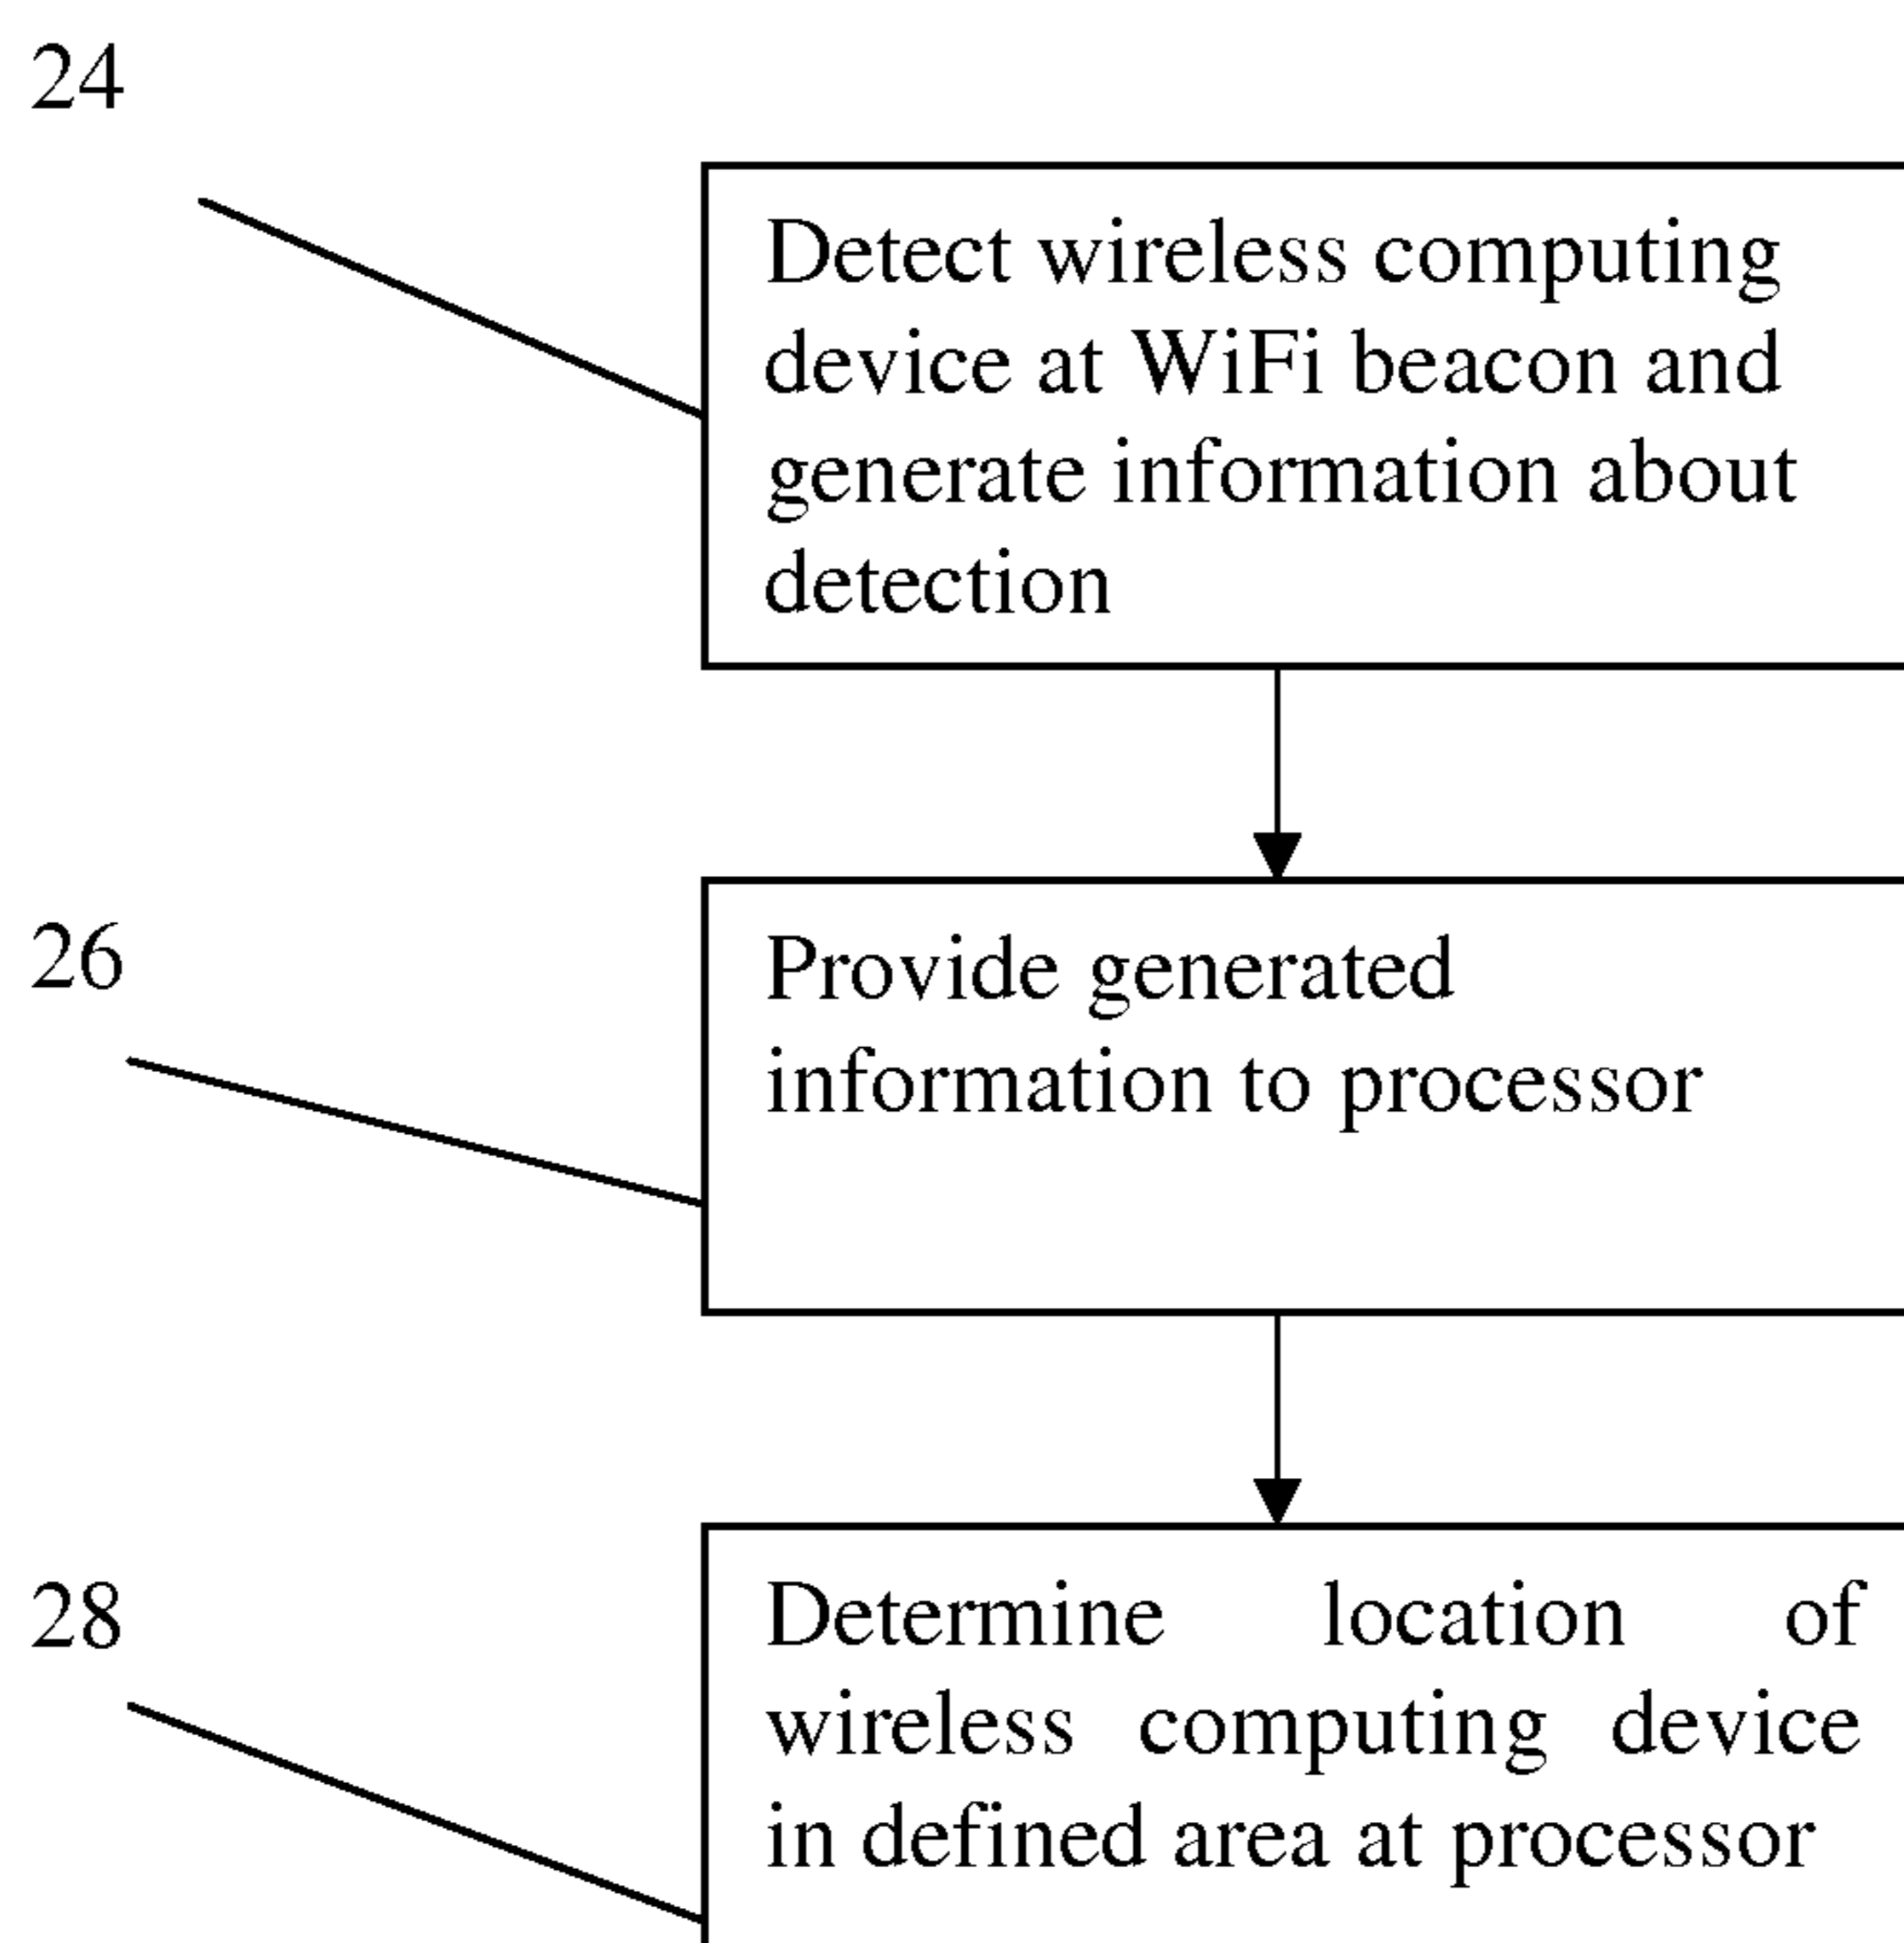 24
Detect wireless computing
device at WiFi beacon and
generate information about
detection
26
Provide generated
information to processor
28
Determine location of
wireless computing device
in defined area at processor